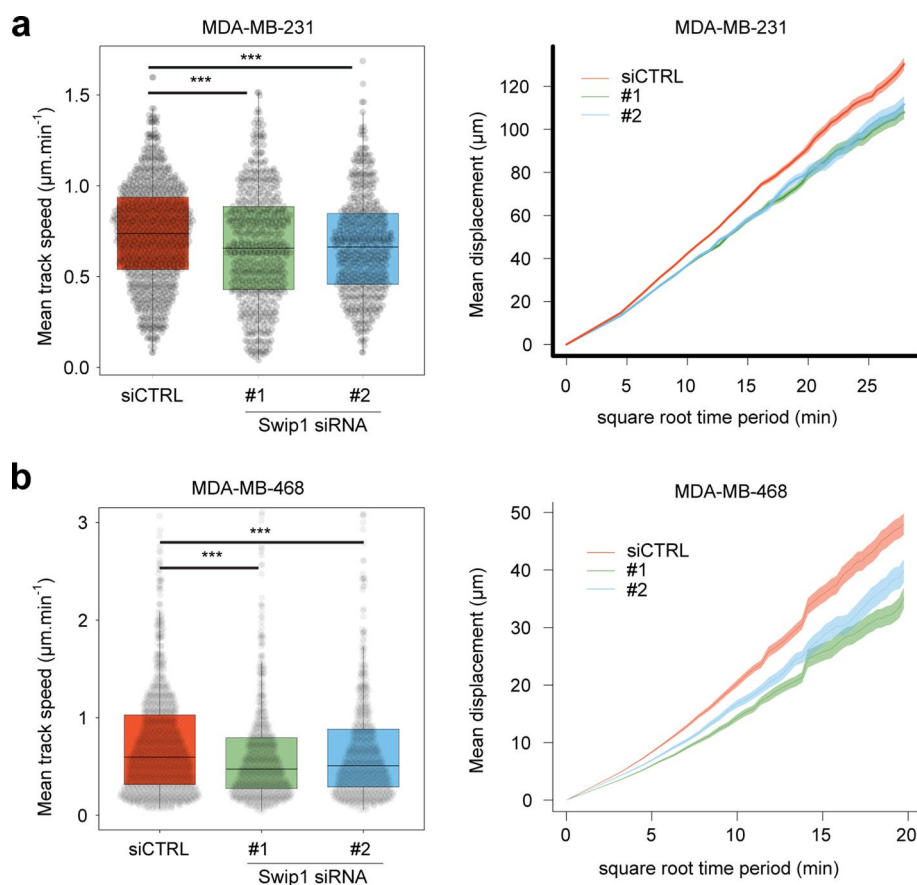 a
MDA-MB-231
Mean track speed (µm.min⁻¹)
1.5
1.0
0.5
0.0
***
***
siCTRL
#1
#2
Swip1 siRNA
MDA-MB-231
Mean displacement (µm)
120
100
80
60
40
20
0
siCTRL
#1
#2
0 5 10 15 20 25
square root time period (min)
b
MDA-MB-468
Mean track speed (µm.min⁻¹)
3
2
1
0
***
***
siCTRL
#1
#2
Swip1 siRNA
MDA-MB-468
Mean displacement (µm)
50
40
30
20
10
0
siCTRL
#1
#2
0 5 10 15 20
square root time period (min)